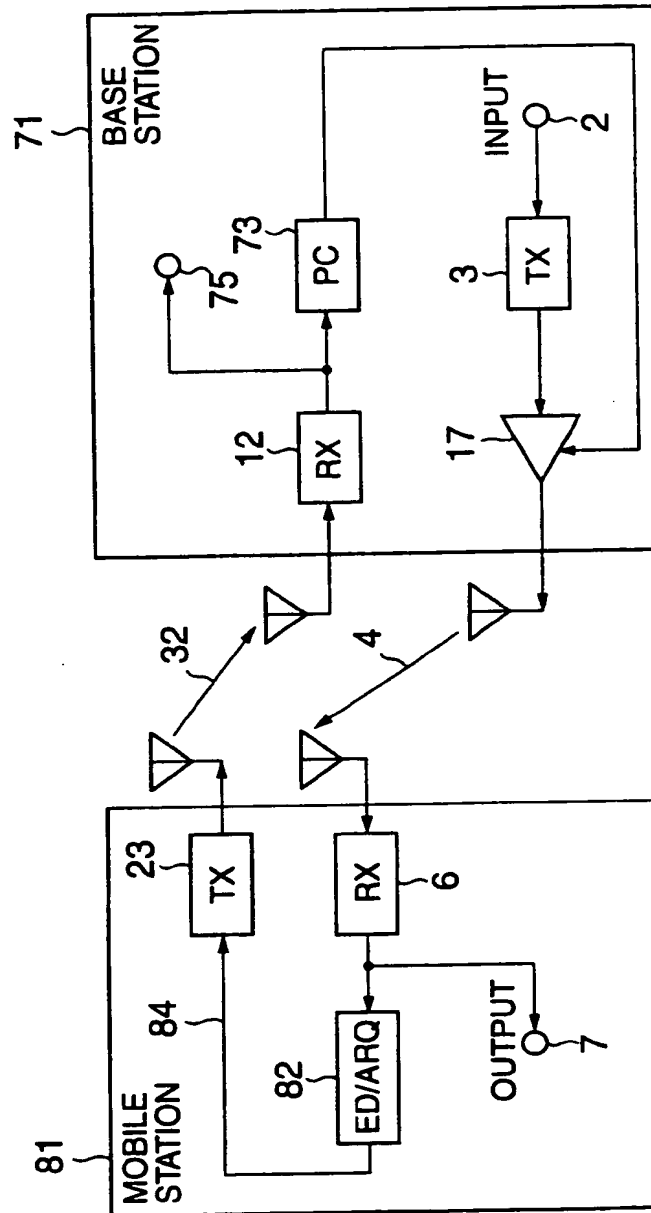 81
MOBILE
STATION
84
23
TX
82
ED/ARQ
RX
6
OUTPUT
7
32
4
71
BASE
STATION
75
73
PC
12
RX
INPUT
2
3
TX
17